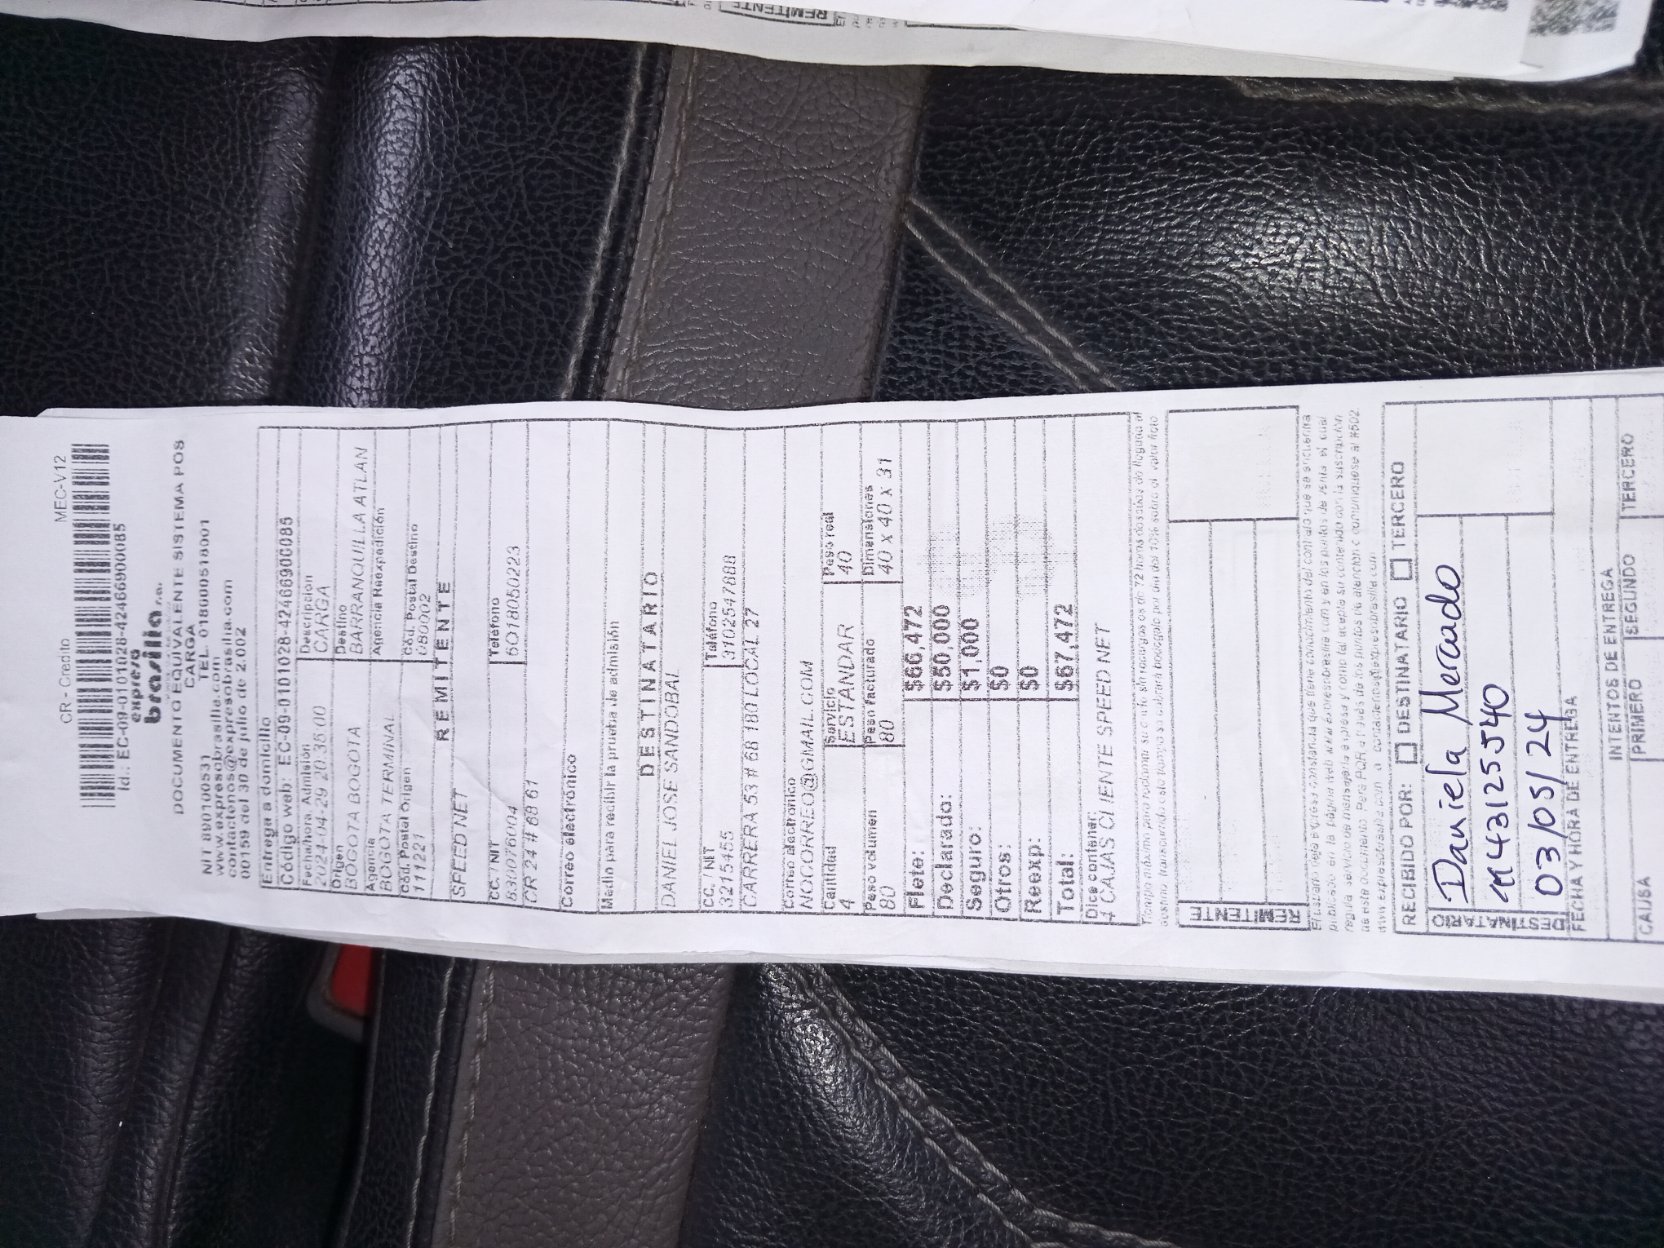 CR - Credito MEC-V12
Id.: EC-09-0101028-4246690085
expreso
brasilia s.a.
DOCUMENTO EQUIVALENTE SISTEMA POS
CARGA
NIT 890100531 TEL. 018000518001
www.expresobrasilia.com
contactenos@expresobrasilia.com
00159 del 30 de julio de 2.002
Entrega a domicilio
Código web: EC-09-0101028-4246690085
Fecha/hora Admisión Descripción
2024-04-29 20:36:00 CARGA
Origen Destino
BOGOTA BOGOTA BARRANQUILLA ATLAN
Agencia Agencia Reexpedición
BOGOTA TERMINAL
Cód. Postal Origen Cód. Postal Destino
111221 080002
REMITENTE
SPEED NET
CC. / NIT Teléfono
830076004 6018050223
CR 24 # 68 61
Correo electrónico
Medio para recibir la prueba de admisión
DESTINATARIO
DANIEL JOSE SANDOBAL
CC. / NIT Teléfono
3215455 3102547888
CARRERA 53 # 68 180 LOCAL 27
Correo electronico
NOCORREO@GMAIL.COM
Cantidad Servicio Peso real
4 ESTANDAR 40
Peso volumen Peso facturado Dimensiones
80 80 40 x 40 x 31
Flete: $66,472
Declarado: $50,000
Seguro: $1,000
Otros: $0
Reexp: $0
Total: $67,472
Dice contener:
4 CAJAS CLIENTE SPEED NET
REMITENTE
RECIBIDO POR: DESTINATARIO TERCERO
DESTINATARIO
Daniela Mercado
43125540
03/05/24
FECHA Y HORA DE ENTREGA
INTENTOS DE ENTREGA
CAUSA PRIMERO SEGUNDO TERCERO
REMITENTE